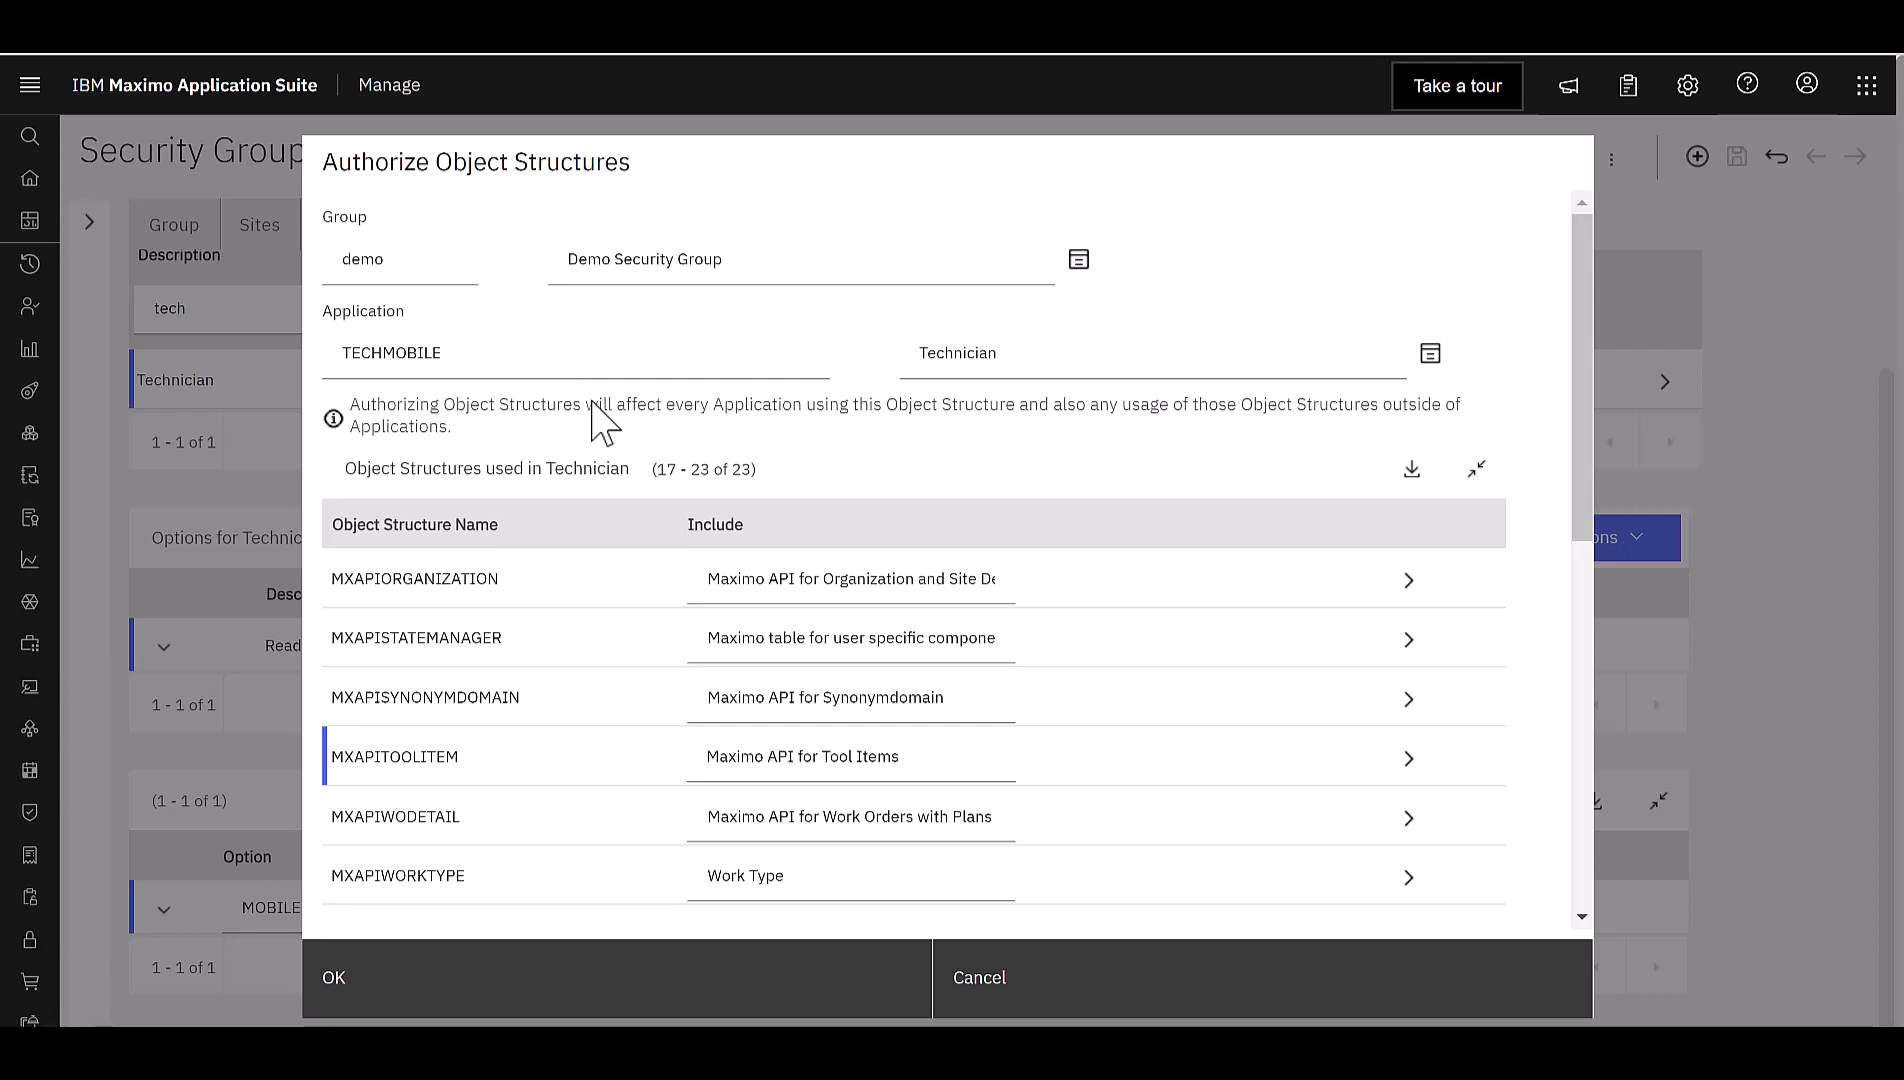 IBM Maximo Application Suite
Manage
Take a tour
Security Group
Authorize Object Structures
Group
demo
Demo Security Group
Application
TECHMOBILE
Technician
Authorizing Object Structures will affect every Application using this Object Structure and also any usage of those Object Structures outside of
Applications.
Object Structures used in Technician (17 - 23 of 23)
Object Structure Name
Include
MXAPIORGANIZATION
Maximo API for Organization and Site De
MXAPISTATEMANAGER
Maximo table for user specific compone
MXAPISYNONYMDOMAIN
Maximo API for Synonymdomain
MXAPITOOLITEM
Maximo API for Tool Items
MXAPIWODETAIL
Maximo API for Work Orders with Plans
MXAPIWORKTYPE
Work Type
OK
Cancel
Group
Sites
Description
tech
Technician
1 - 1 of 1
Options for Technic
ons
Desc
Read
1 - 1 of 1
(1 - 1 of 1)
Option
MOBILE
1 - 1 of 1